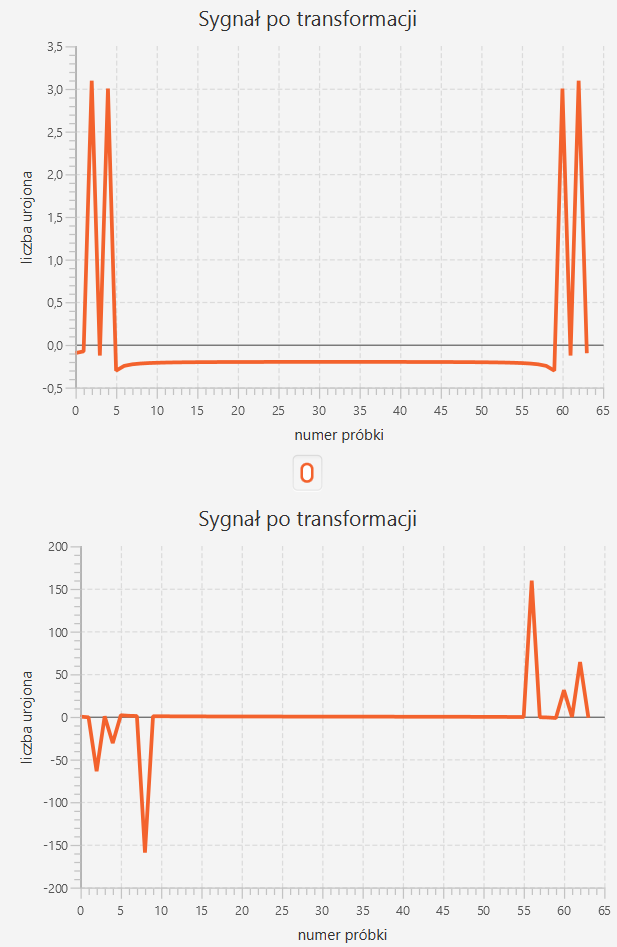 Sygnał po transformacji
3,5
3,0
2,5
2,0
1,5
1,0
0,5
0,0
-0,5
liczba urojona
0 5 10 15 20 25 30 35 40 45 50 55 60 65
numer próbki
Sygnał po transformacji
200
150
100
50
0
-50
-100
-150
-200
liczba urojona
0 5 10 15 20 25 30 35 40 45 50 55 60 65
numer próbki